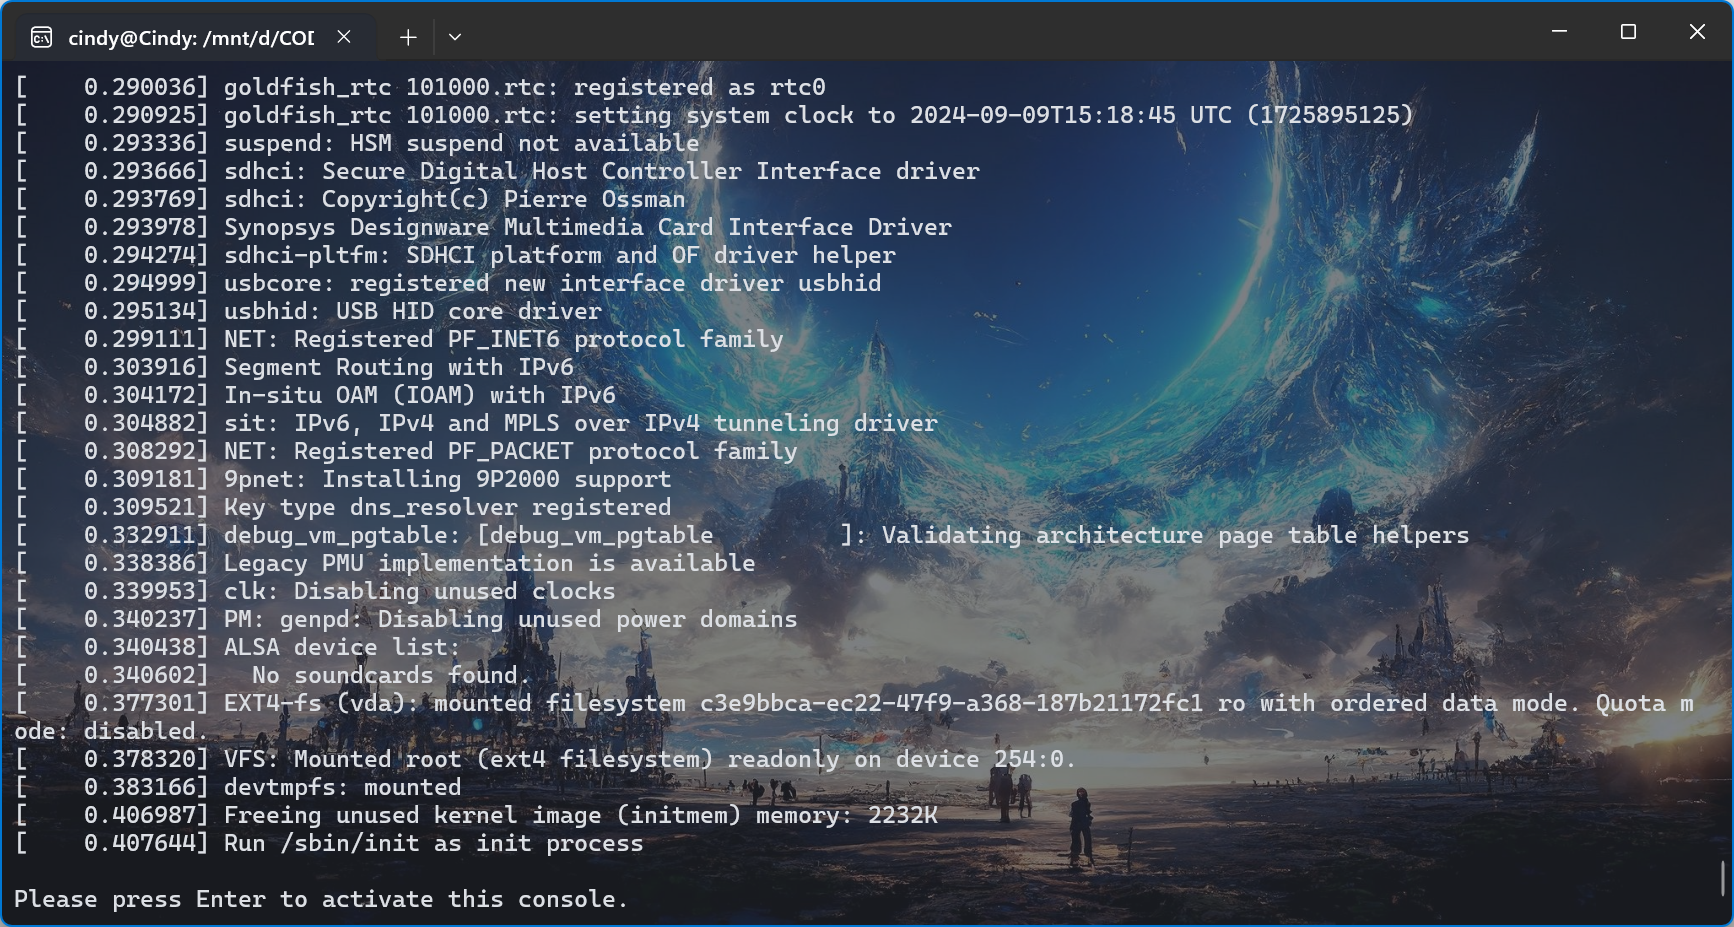 cindy@Cindy: /mnt/d/COD
[    0.290036] goldfish_rtc 101000.rtc: registered as rtc0
[    0.290925] goldfish_rtc 101000.rtc: setting system clock to 2024-09-09T15:18:45 UTC (1725895125)
[    0.293336] suspend: HSM suspend not available
[    0.293666] sdhci: Secure Digital Host Controller Interface driver
[    0.293769] sdhci: Copyright(c) Pierre Ossman
[    0.293978] Synopsys Designware Multimedia Card Interface Driver
[    0.294274] sdhci-pltfm: SDHCI platform and OF driver helper
[    0.294999] usbcore: registered new interface driver usbhid
[    0.295134] usbhid: USB HID core driver
[    0.299111] NET: Registered PF_INET6 protocol family
[    0.303916] Segment Routing with IPv6
[    0.304172] In-situ OAM (IOAM) with IPv6
[    0.304882] sit: IPv6, IPv4 and MPLS over IPv4 tunneling driver
[    0.308292] NET: Registered PF_PACKET protocol family
[    0.309181] 9pnet: Installing 9P2000 support
[    0.309521] Key type dns_resolver registered
[    0.332911] debug_vm_pgtable: [debug_vm_pgtable         ]: Validating architecture page table helpers
[    0.338386] Legacy PMU implementation is available
[    0.339953] clk: Disabling unused clocks
[    0.340237] PM: genpd: Disabling unused power domains
[    0.340438] ALSA device list:
[    0.340602]   No soundcards found.
[    0.377301] EXT4-fs (vda): mounted filesystem c3e9bbca-ec22-47f9-a368-187b21172fc1 ro with ordered data mode. Quota m
ode: disabled.
[    0.378320] VFS: Mounted root (ext4 filesystem) readonly on device 254:0.
[    0.383166] devtmpfs: mounted
[    0.406987] Freeing unused kernel image (initmem) memory: 2232K
[    0.407644] Run /sbin/init as init process
Please press Enter to activate this console.